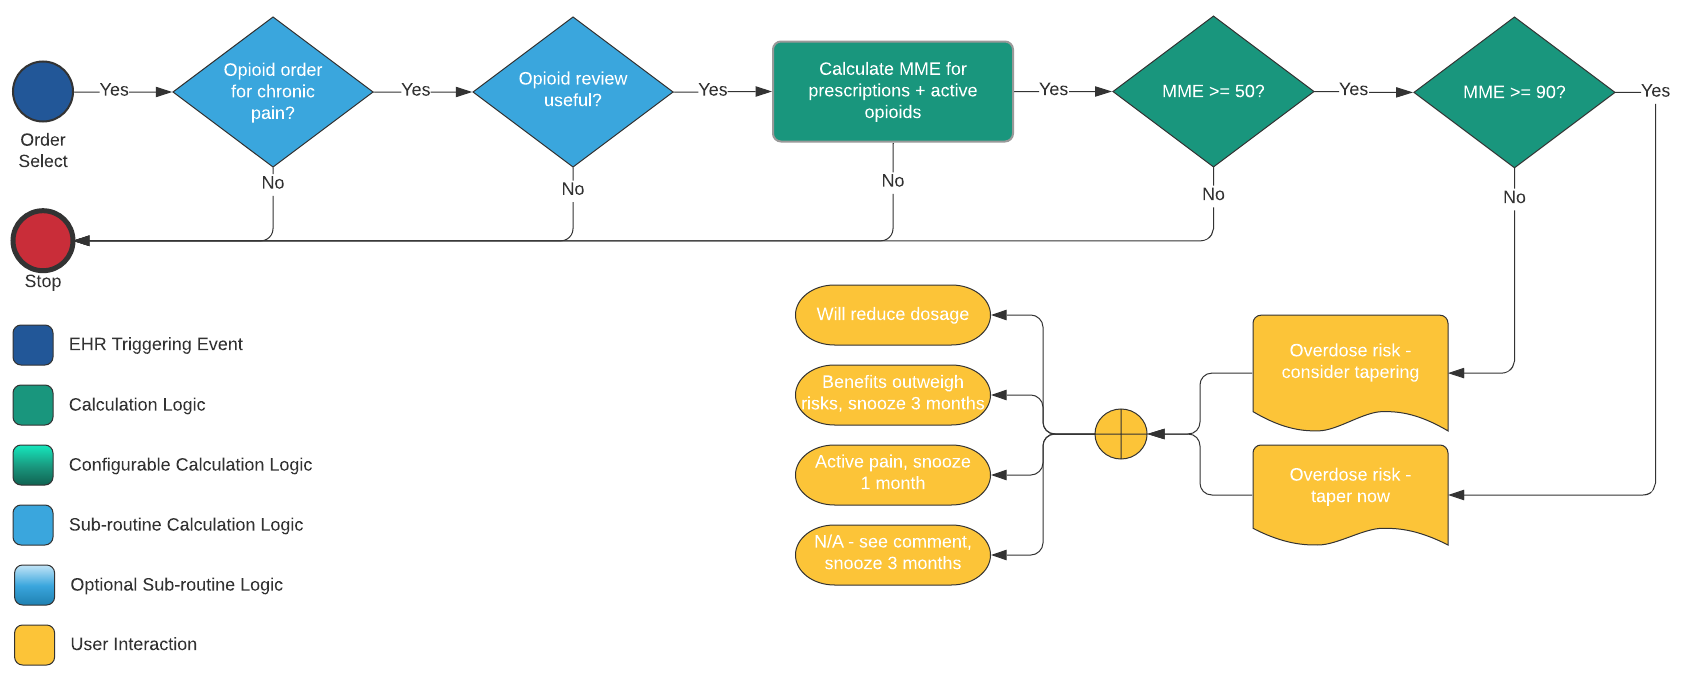 Yes
Opioid order
for chronic
pain?
Yes
Opioid review
useful?
Yes
Calculate MME for
prescriptions + active
opioids
Yes
MME >= 50?
Yes
MME >= 90?
Yes
Order
Select
No
No
No
No
No
Stop
Will reduce dosage
Benefits outweigh
risks, snooze 3 months
Active pain, snooze
1 month
N/A - see comment,
snooze 3 months
Overdose risk -
consider tapering
Overdose risk -
taper now
EHR Triggering Event
Calculation Logic
Configurable Calculation Logic
Sub-routine Calculation Logic
Optional Sub-routine Logic
User Interaction